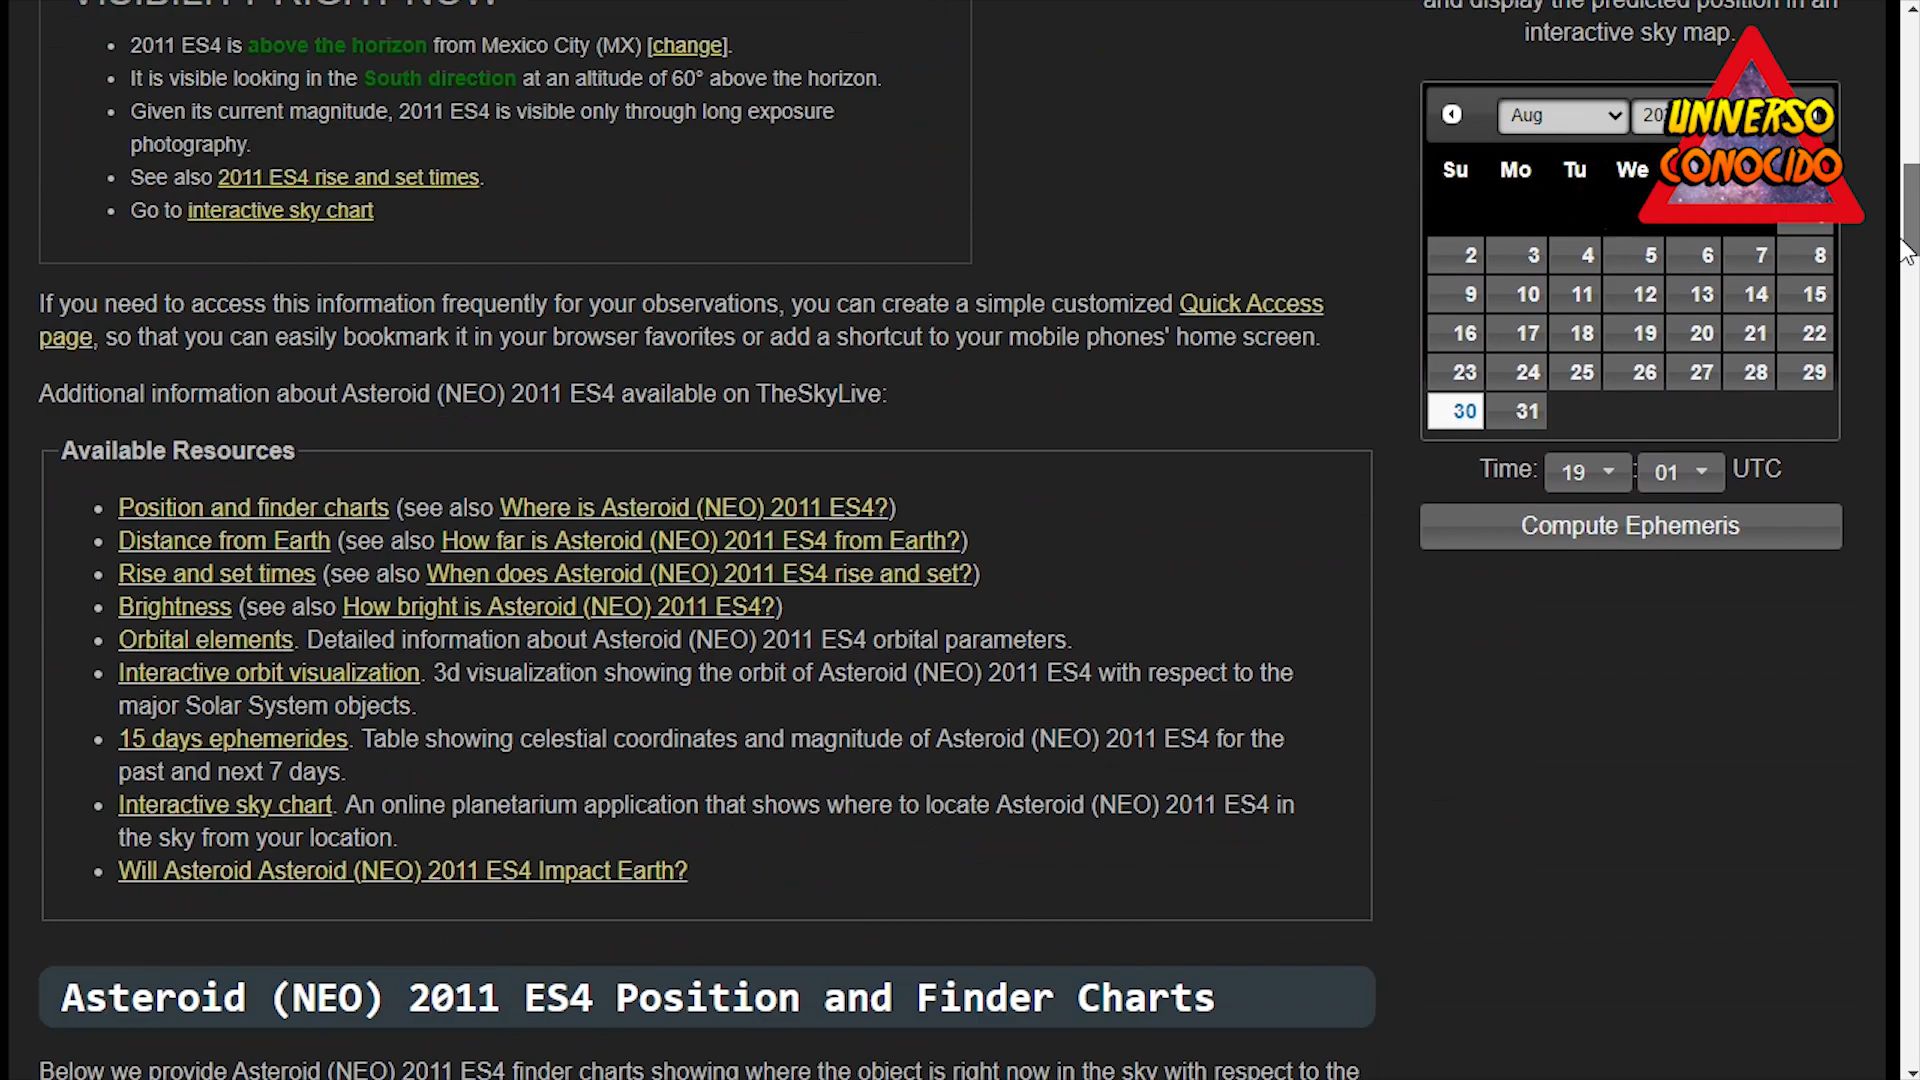 VISIBILITY RIGHT NOW
• 2011 ES4 is above the horizon from Mexico City (MX) [change].
• It is visible looking in the South direction at an altitude of 60° above the horizon.
• Given its current magnitude, 2011 ES4 is visible only through long exposure
photography.
• See also 2011 ES4 rise and set times.
• Go to interactive sky chart
If you need to access this information frequently for your observations, you can create a simple customized Quick Access
page, so that you can easily bookmark it in your browser favorites or add a shortcut to your mobile phones' home screen.
Additional information about Asteroid (NEO) 2011 ES4 available on TheSkyLive:
Available Resources
• Position and finder charts (see also Where is Asteroid (NEO) 2011 ES4?)
• Distance from Earth (see also How far is Asteroid (NEO) 2011 ES4 from Earth?)
• Rise and set times (see also When does Asteroid (NEO) 2011 ES4 rise and set?)
• Brightness (see also How bright is Asteroid (NEO) 2011 ES4?)
• Orbital elements. Detailed information about Asteroid (NEO) 2011 ES4 orbital parameters.
• Interactive orbit visualization. 3d visualization showing the orbit of Asteroid (NEO) 2011 ES4 with respect to the
major Solar System objects.
• 15 days ephemerides. Table showing celestial coordinates and magnitude of Asteroid (NEO) 2011 ES4 for the
past and next 7 days.
• Interactive sky chart. An online planetarium application that shows where to locate Asteroid (NEO) 2011 ES4 in
the sky from your location.
• Will Asteroid Asteroid (NEO) 2011 ES4 Impact Earth?
Asteroid (NEO) 2011 ES4 Position and Finder Charts
Below we provide Asteroid (NEO) 2011 ES4 finder charts showing where the object is right now in the sky with respect to the
and display the predicted position in an
interactive sky map.
Aug
UNIVERSO
CONOCIDO
Su Mo Tu We
2 3 4 5 6 7 8
9 10 11 12 13 14 15
16 17 18 19 20 21 22
23 24 25 26 27 28 29
30 31
Time: 19 : 01 UTC
Compute Ephemeris